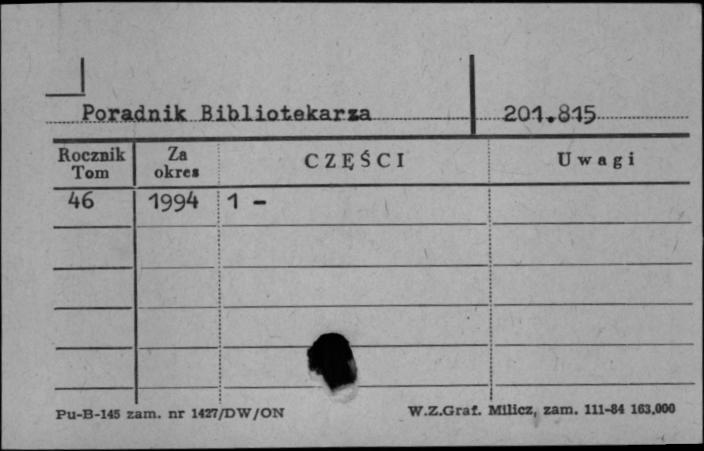 Poradnik Bibliotekarza 201.815
Rocznik Tom Za okres CZĘŚCI Uwagi
46 1994 1 -
Pu-B-145 zam. nr 1427/DW/ON W.Z.Graf. Milicz, zam. 111-84 163,000